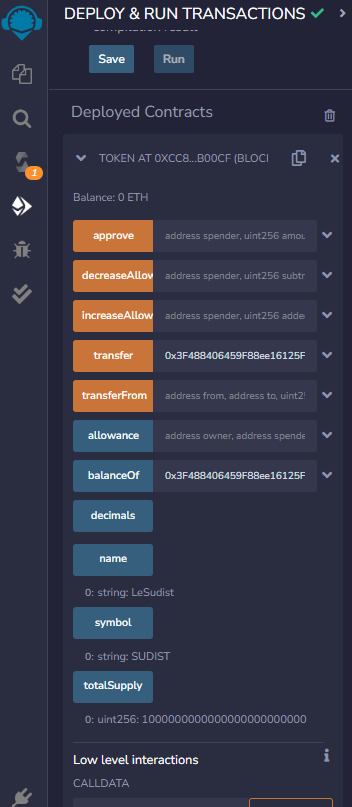 DEPLOY & RUN TRANSACTIONS
Save
Run
Deployed Contracts
1
TOKEN AT 0XCC8...B00CF (BLOCI
Balance: 0 ETH
approve address spender, uint256 amou
decreaseAllow address spender, uint256 subtr
increaseAllow address spender, uint256 adde
transfer 0x3F488406459F88ee16125F
transferFrom address from, address to, uint2
allowance address owner, address spende
balanceOf 0x3F488406459F88ee16125F
decimals
name
0: string: LeSudist
symbol
0: string: SUDIST
totalSupply
Low level interactions
i
CALLDATA